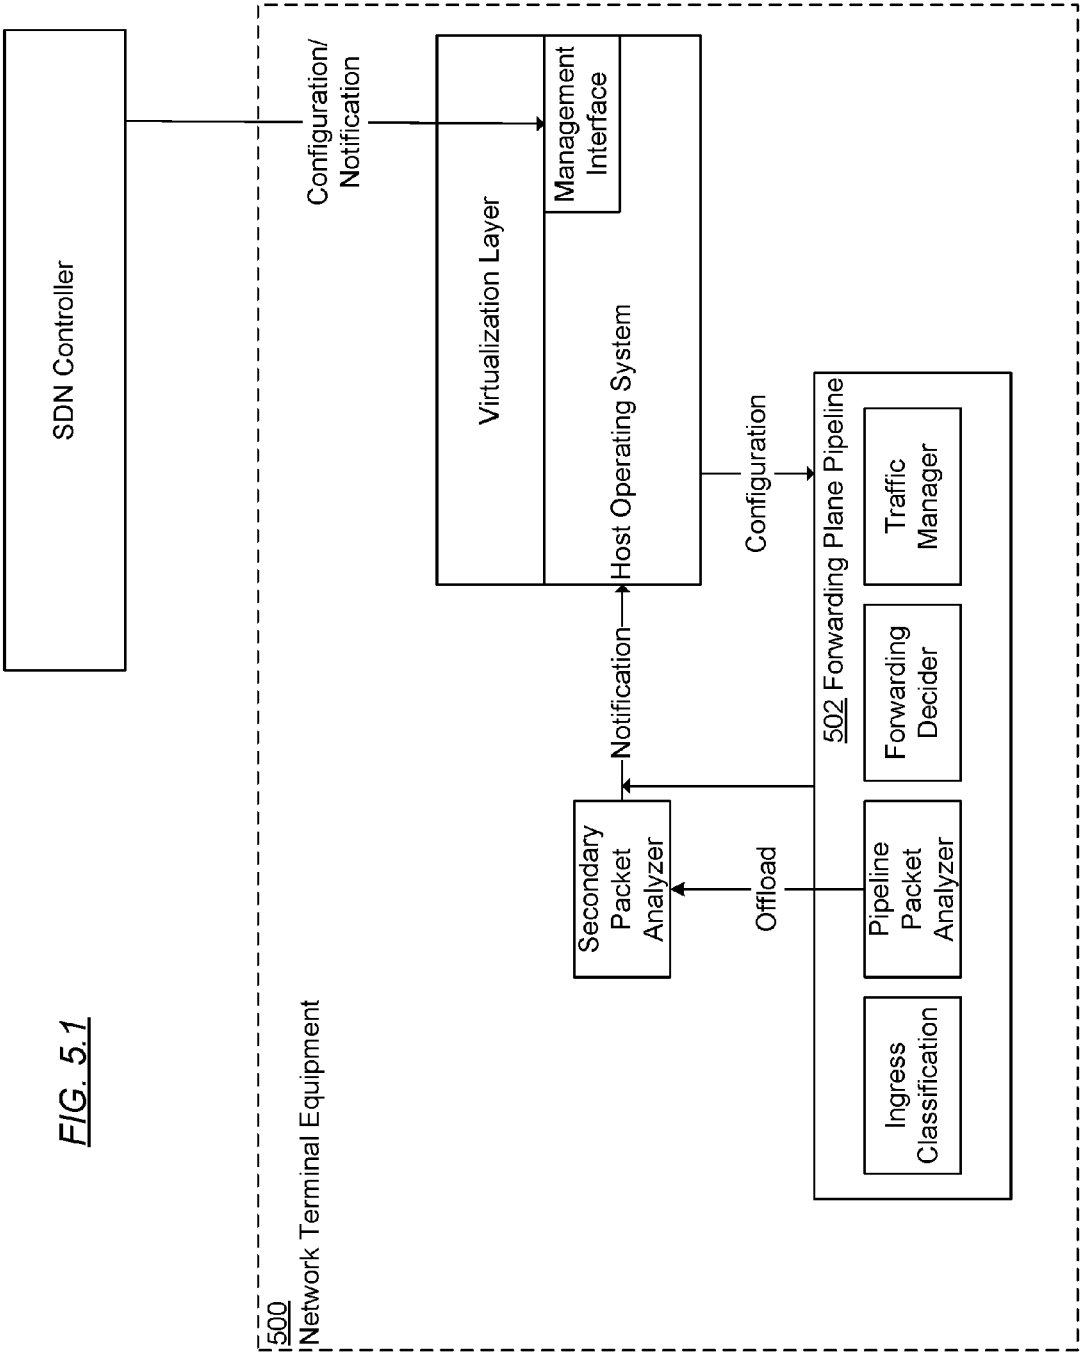 FIG. 5.1
SDN Controller
500
Network Terminal Equipment
Configuration/
Notification
Virtualization Layer
Management
Interface
Host Operating System
Notification
Secondary
Packet
Analyzer
Offload
Configuration
502 Forwarding Plane Pipeline
Ingress
Classification
Pipeline
Packet
Analyzer
Forwarding
Decider
Traffic
Manager